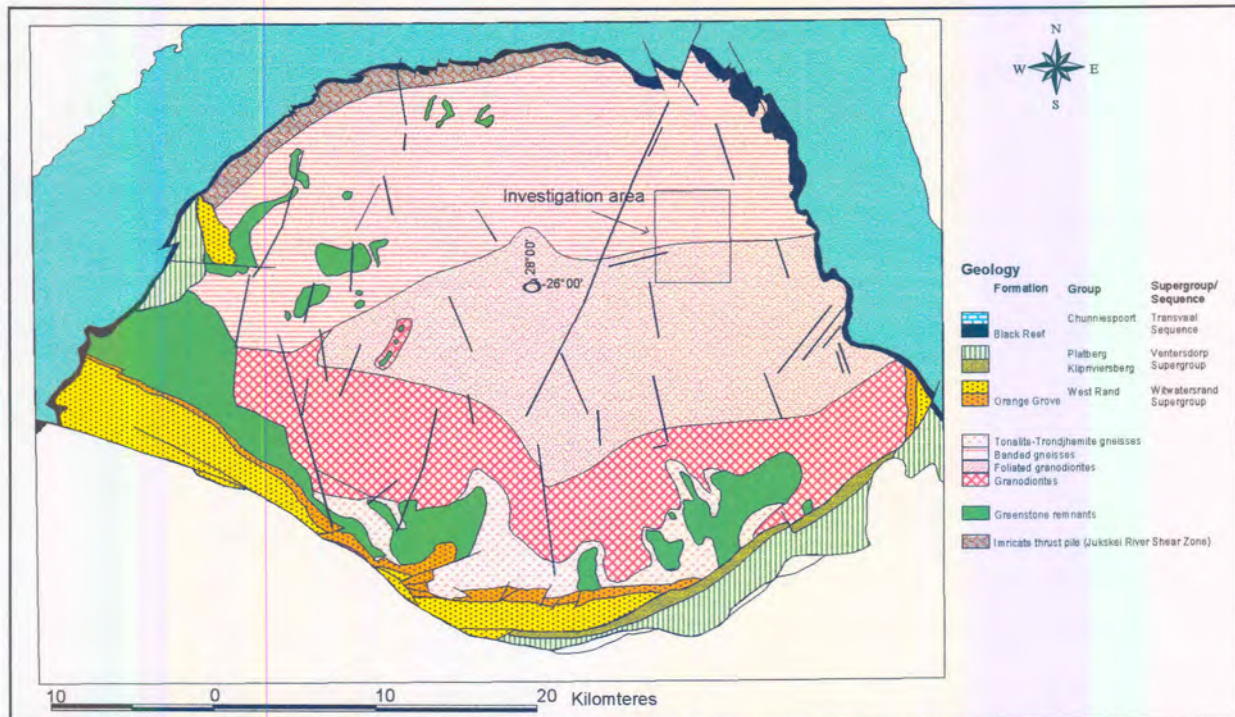 N
W E
S
Investigation area
28°00'
-26°00'
Geology
Formation Group Supergroup/
Sequence
Chunniespoort Transvaal
Black Reef Sequence
Platberg Ventersdorp
Klipriviersberg Supergroup
Orange Grove West Rand Witwatersrand
Supergroup
Tonalite-Trondjhemite gneisses
Banded gneisses
Foliated granodiorites
Granodiorites
Greenstone remnants
Imricate thrust pile (Jukskei River Shear Zone)
10 0 10 20 Kilomteres